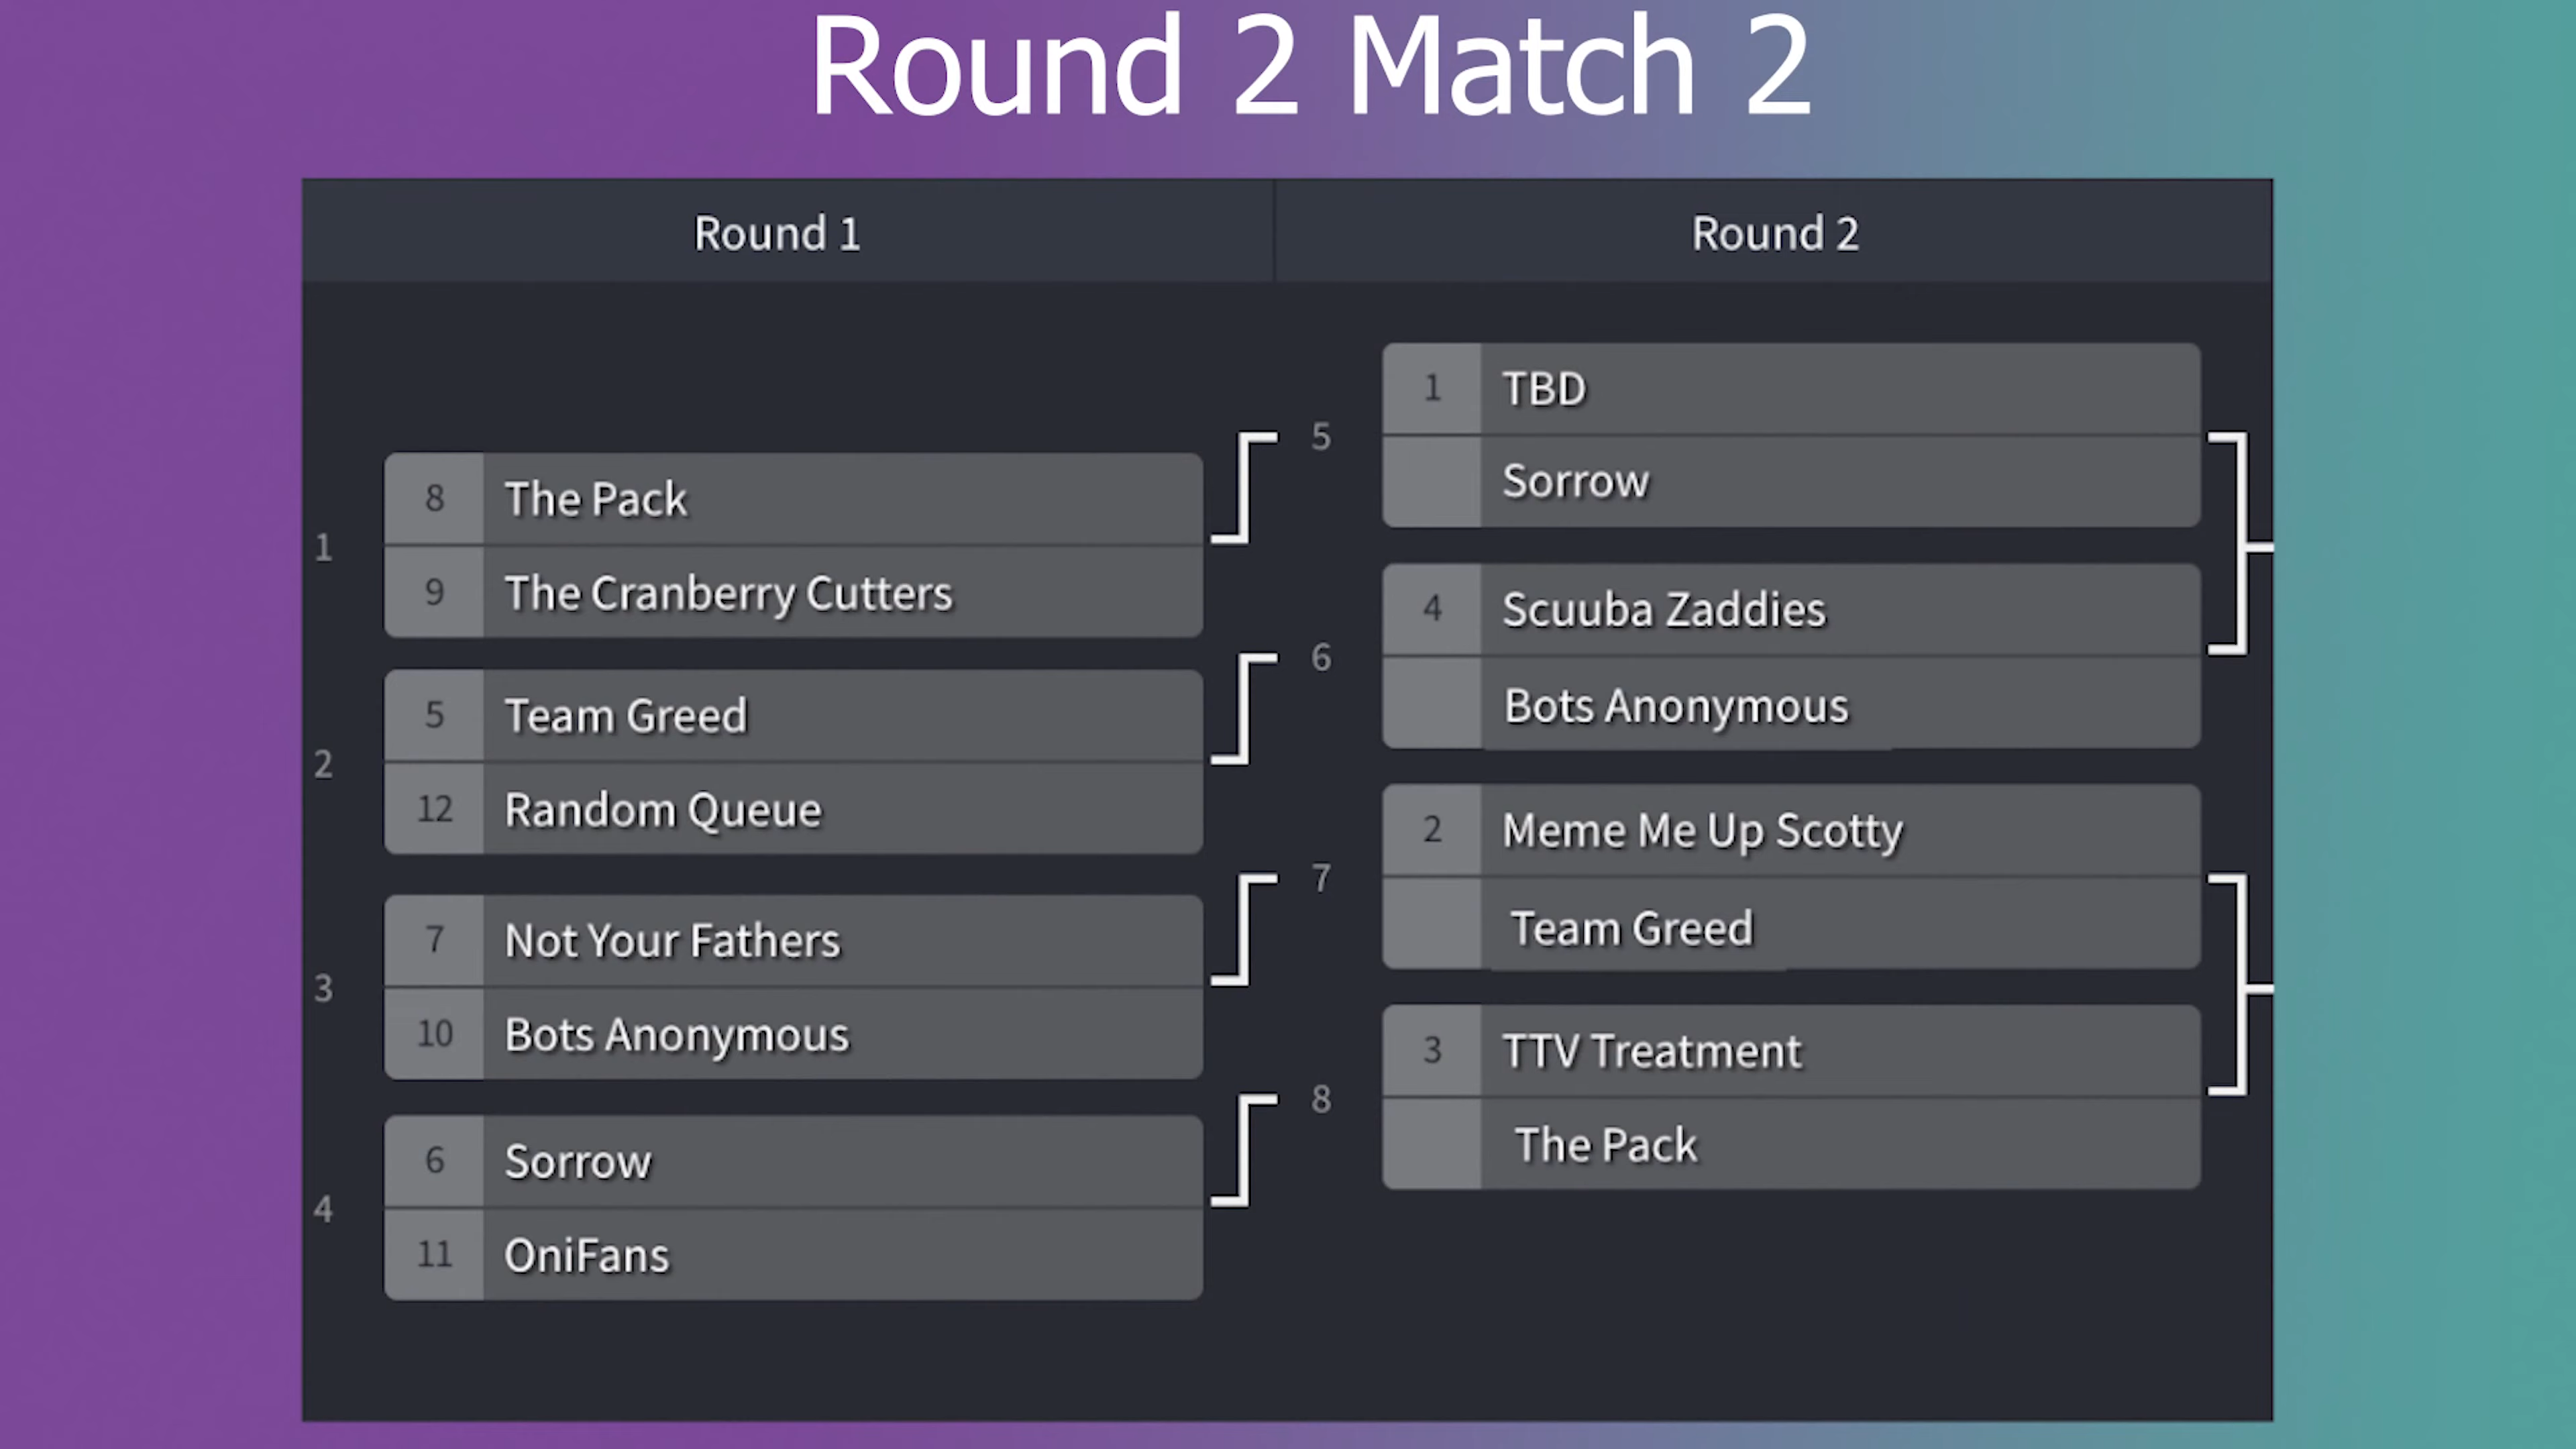 Round 2 Match 2
Round 1
Round 2
1
8 The Pack
9 The Cranberry Cutters
2
5 Team Greed
12 Random Queue
3
7 Not Your Fathers
10 Bots Anonymous
4
6 Sorrow
11 OniFans
5
1 TBD
Sorrow
6
4 Scuuba Zaddies
Bots Anonymous
7
2 Meme Me Up Scotty
Team Greed
8
3 TTV Treatment
The Pack